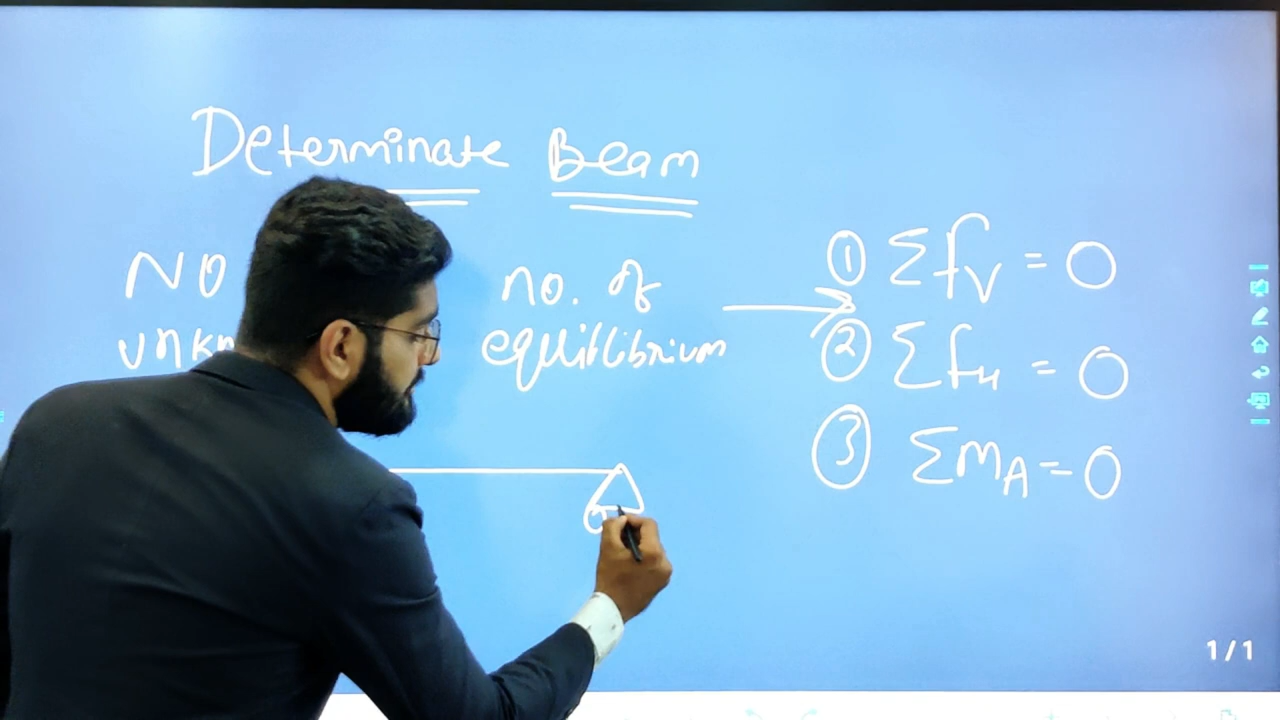 Determinate Beam
NO
no. of
unkn
equilibrium
① Σfv = 0
② ΣfH = 0
③ ΣMA = 0
1/1